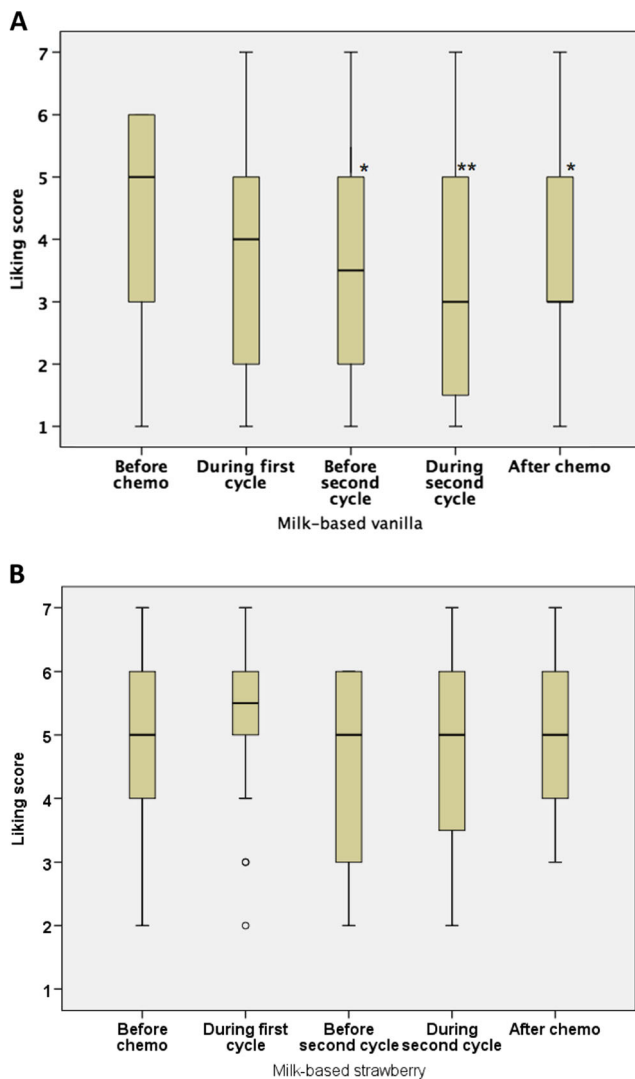 A
7
6
5
4
3
2
1
Liking score
*
**
*
Before
chemo
During first
cycle
Before
second
cycle
During
second
cycle
After chemo
Milk-based vanilla
B
7
6
5
4
3
2
1
Liking score
Before
chemo
During first
cycle
Before
second cycle
During
second cycle
After chemo
Milk-based strawberry